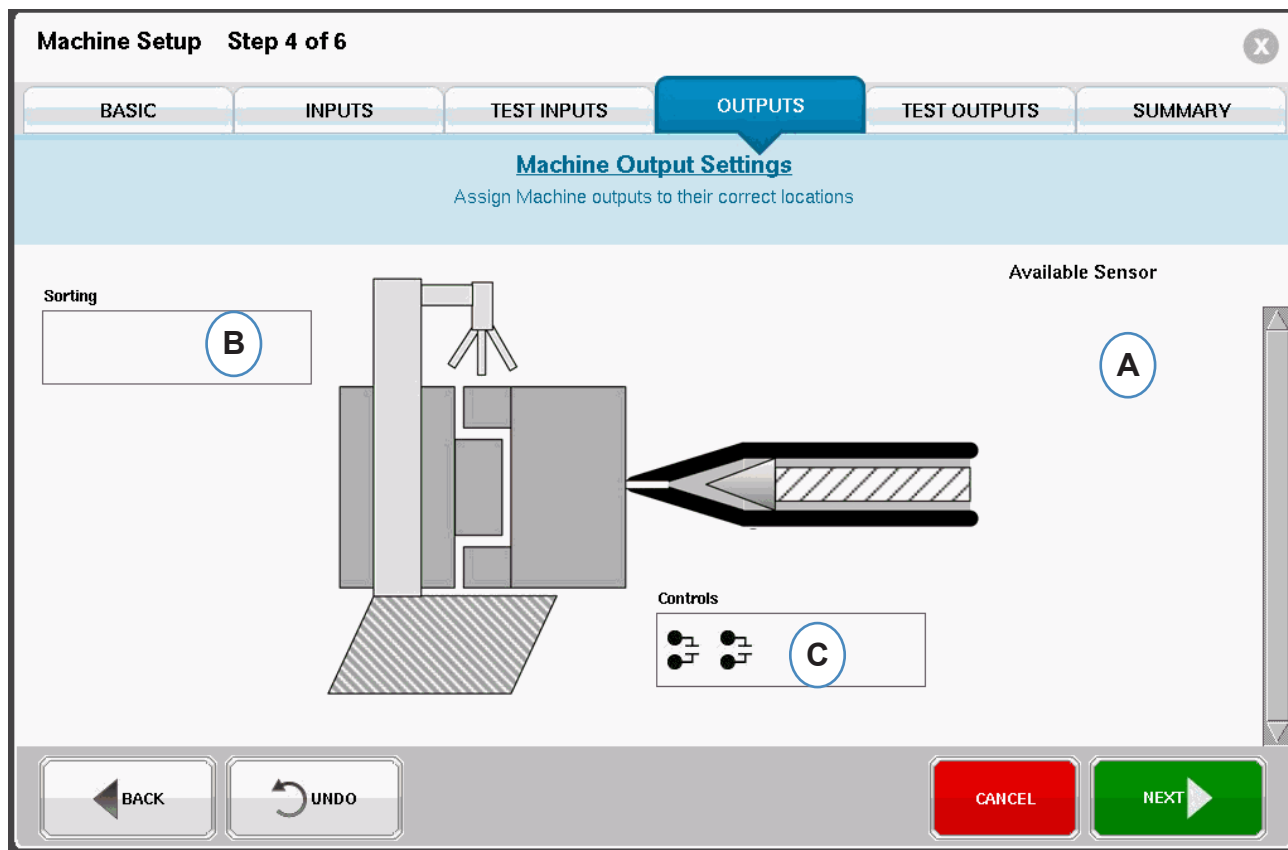 Machine Setup Step 4 of 6
X
BASIC
INPUTS
TEST INPUTS
OUTPUTS
TEST OUTPUTS
SUMMARY
Machine Output Settings
Assign Machine outputs to their correct locations
Available Sensor
Sorting
B
A
Controls
C
BACK
UNDO
CANCEL
NEXT